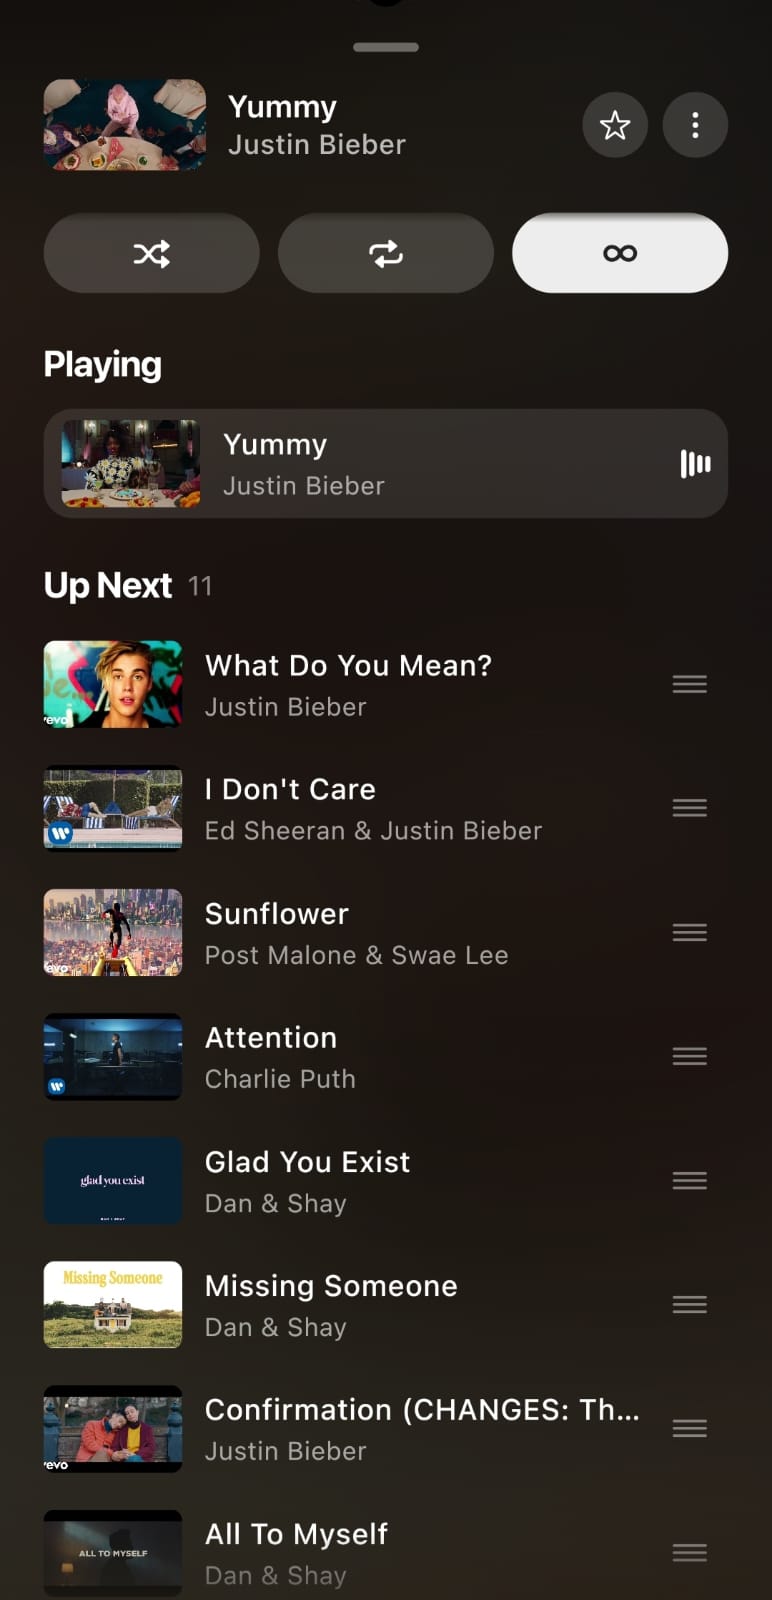 Yummy
Justin Bieber
Playing
Yummy
Justin Bieber
Up Next 11
What Do You Mean?
Justin Bieber
evo
I Don't Care
Ed Sheeran & Justin Bieber
Sunflower
Post Malone & Swae Lee
evo
Attention
Charlie Puth
Glad You Exist
Dan & Shay
glad you exist
Missing Someone
Dan & Shay
Missing Someone
Confirmation (CHANGES: Th...
Justin Bieber
evo
All To Myself
Dan & Shay
ALL TO MYSELF